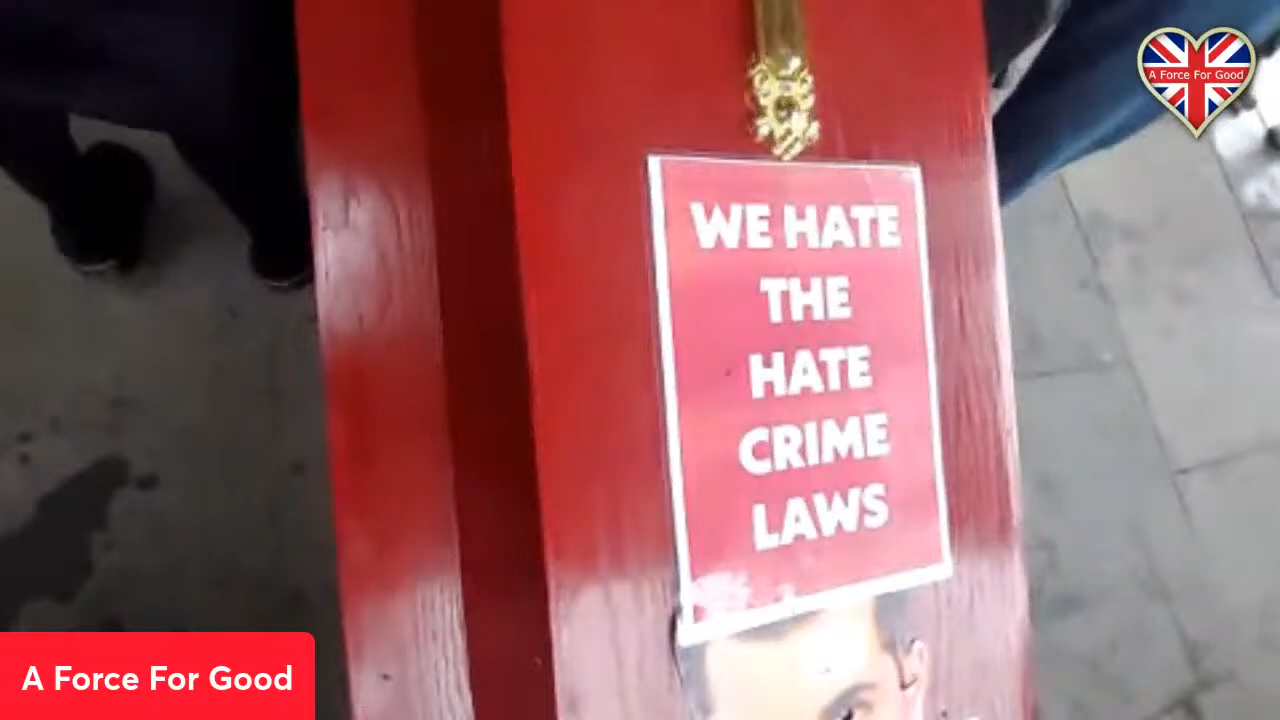 A Force For Good
WE HATE
THE
HATE
CRIME
LAWS
A Force For Good